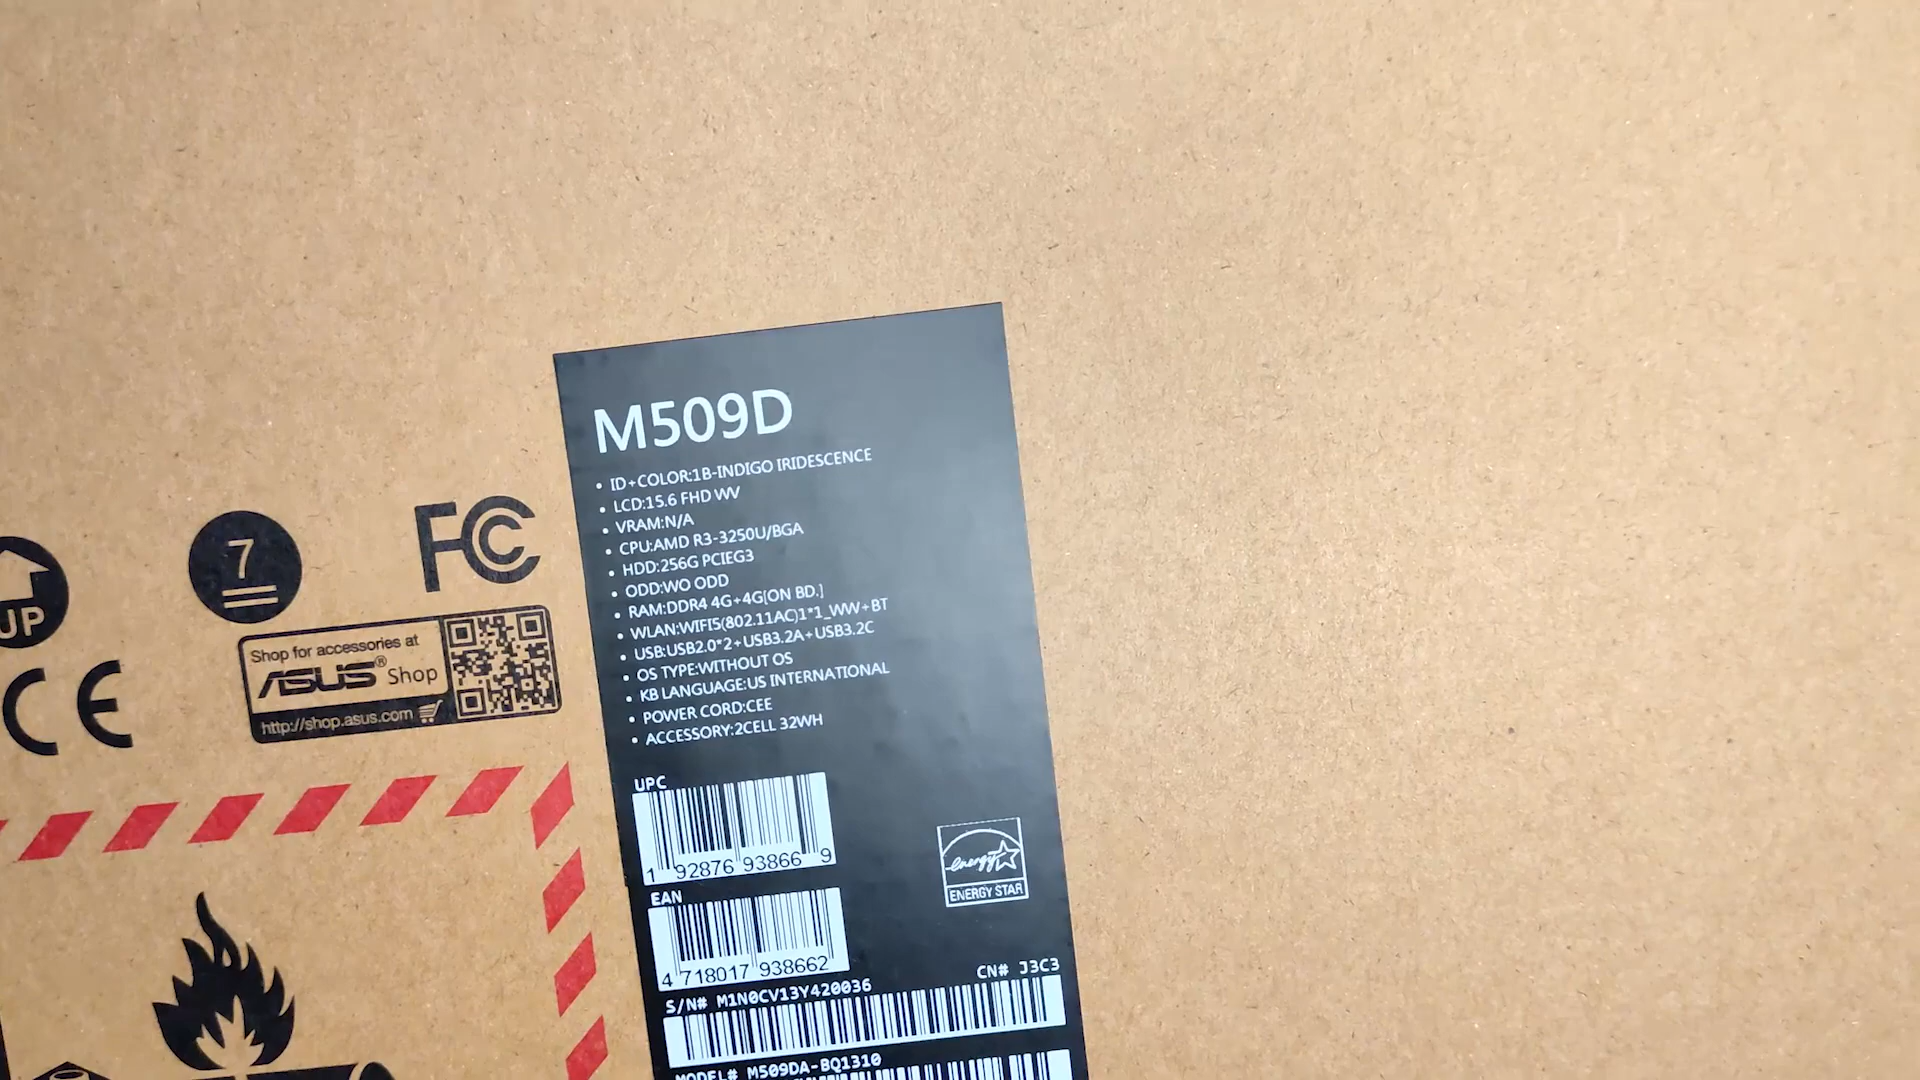 M509D
• ID+COLOR:1B-INDIGO IRIDESCENCE
• LCD:15.6 FHD WV
• VRAM:N/A
• CPU:AMD R3-3250U/BGA
• HDD:256G PCIEG3
• ODD:WO ODD
• RAM:DDR4 4G+4G[ON BD.]
• WLAN:WIFI5(802.11AC)1*1_WW+BT
• USB:USB2.0*2+USB3.2A+USB3.2C
• OS TYPE:WITHOUT OS
• KB LANGUAGE:US INTERNATIONAL
• POWER CORD:CEE
• ACCESSORY:2CELL 32WH
UPC
1 92876 93866 9
EAN
4 718017 938662
ENERGY STAR
energy
CN# J3C3
S/N# M1N0CV13Y420036
MODEL# M509DA-BQ1310
UP
7
FC
CE
Shop for accessories at
ASUS® Shop
http://shop.asus.com